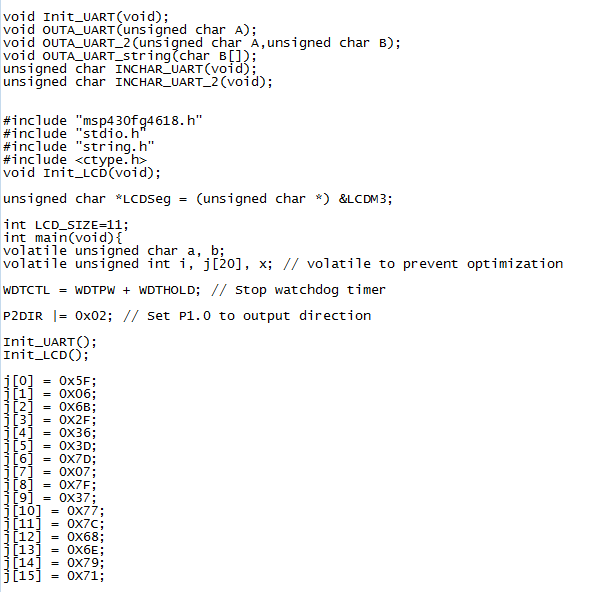 void Init_UART(void);
void OUTA_UART(unsigned char A);
void OUTA_UART_2(unsigned char A,unsigned char B);
void OUTA_UART_string(char B[]);
unsigned char INCHAR_UART(void);
unsigned char INCHAR_UART_2(void);
#include "msp430fg4618.h"
#include "stdio.h"
#include "string.h"
#include <ctype.h>
void Init_LCD(void);
unsigned char *LCDSeg = (unsigned char *) &LCDM3;
int LCD_SIZE=11;
int main(void){
volatile unsigned char a, b;
volatile unsigned int i, j[20], x; // volatile to prevent optimization
WDTCTL = WDTPW + WDTHOLD; // Stop watchdog timer
P2DIR |= 0x02; // Set P1.0 to output direction
Init_UART();
Init_LCD();
j[0] = 0x5F;
j[1] = 0x06;
j[2] = 0x6B;
j[3] = 0x2F;
j[4] = 0x36;
j[5] = 0x3D;
j[6] = 0x7D;
j[7] = 0x07;
j[8] = 0x7F;
j[9] = 0x37;
j[10] = 0x77;
j[11] = 0x7C;
j[12] = 0x68;
j[13] = 0x6E;
j[14] = 0x79;
j[15] = 0x71;